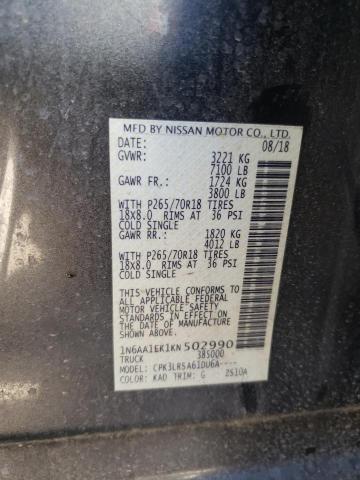 MFD BY NISSAN MOTOR CO., LTD.
DATE: 08/18
GVWR: 3221 KG
7100 LB
GAWR FR.: 1724 KG
3800 LB
WITH P265/70R18 TIRES
18X8.0 RIMS AT 36 PSI
COLD SINGLE
GAWR RR.: 1820 KG
4012 LB
WITH P265/70R18 TIRES
18X8.0 RIMS AT 36 PSI
COLD SINGLE
THIS VEHICLE CONFORMS TO ALL
APPLICABLE FEDERAL
MOTOR VEHICLE SAFETY
STANDARDS IN EFFECT ON THE DATE OF
MANUFACTURE SHOWN ABOVE.
1N6AA1EK1KN502990
TRUCK 385000
MODEL: CPK3LR5A61DU6A----
COLOR: KAD TRIM: G 2S10A